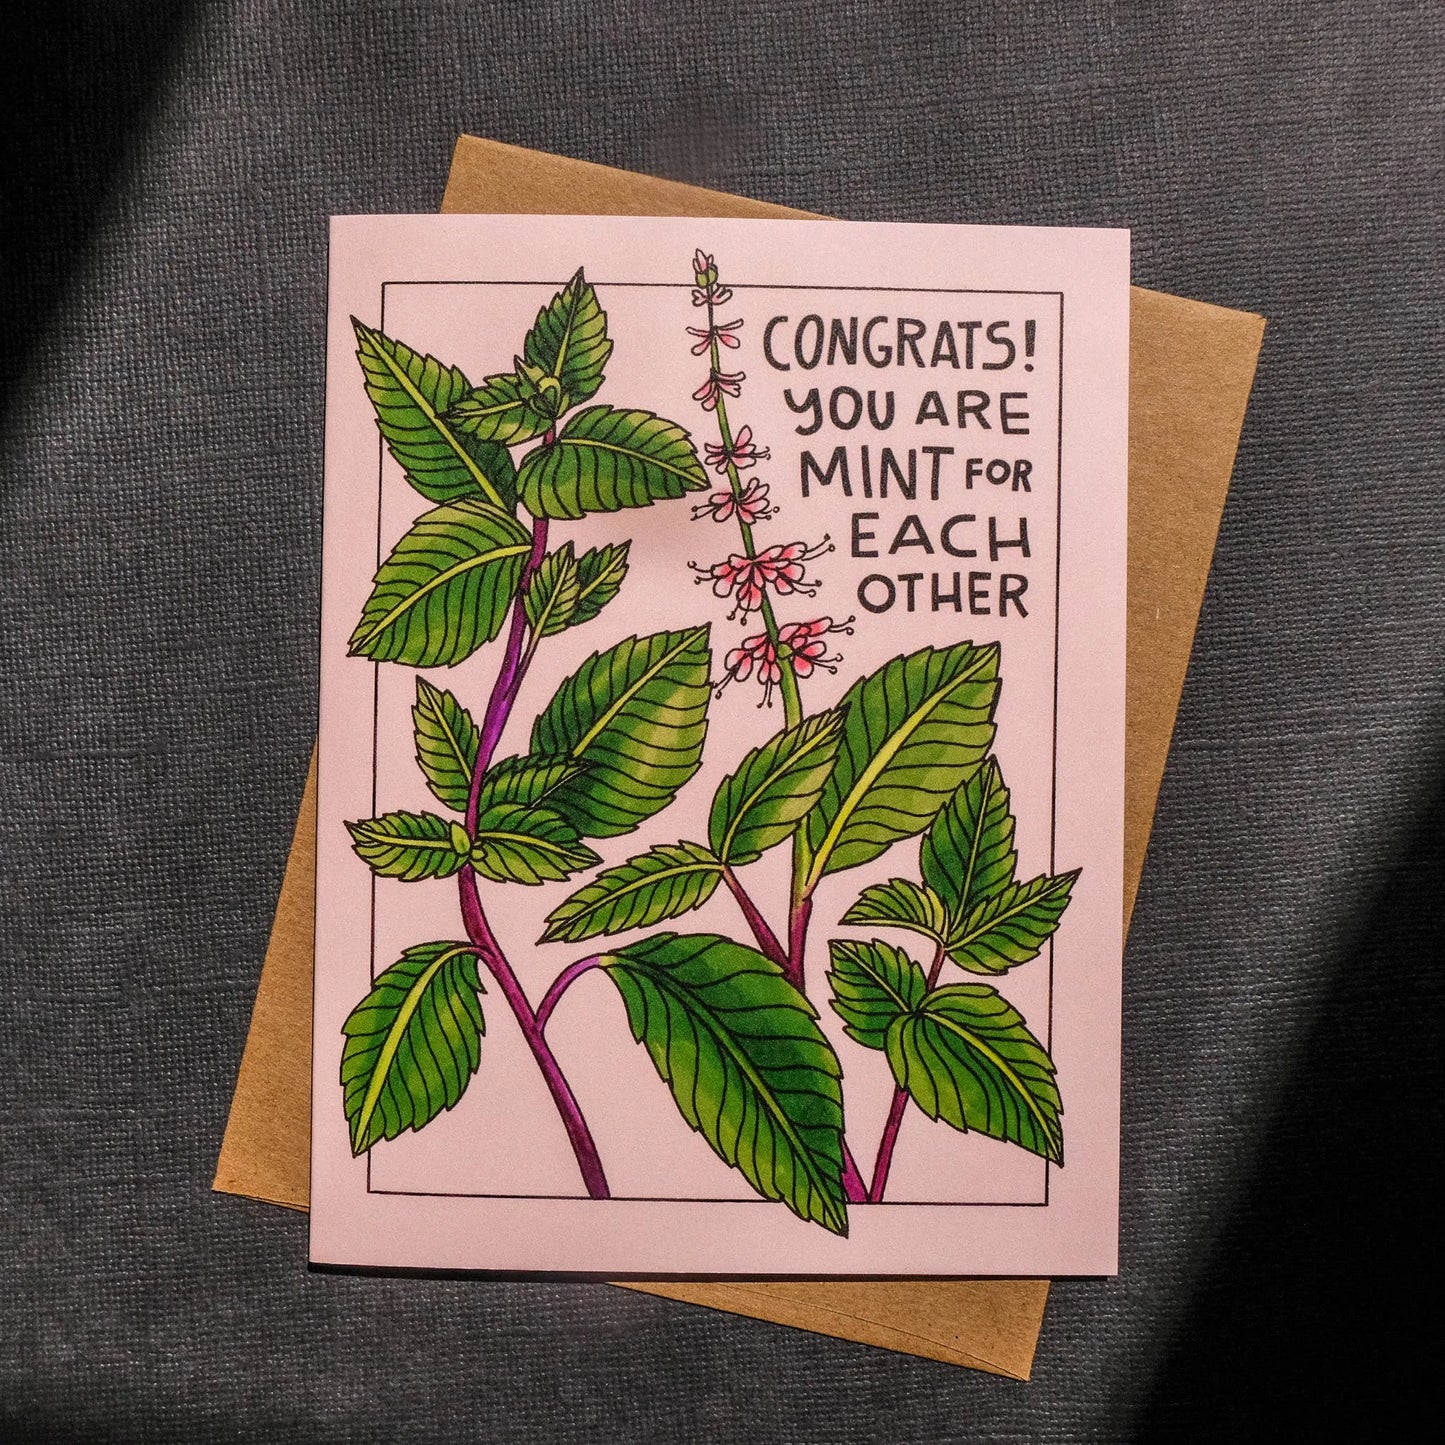 CONGRATS!
YOU ARE
MINT FOR
EACH
OTHER